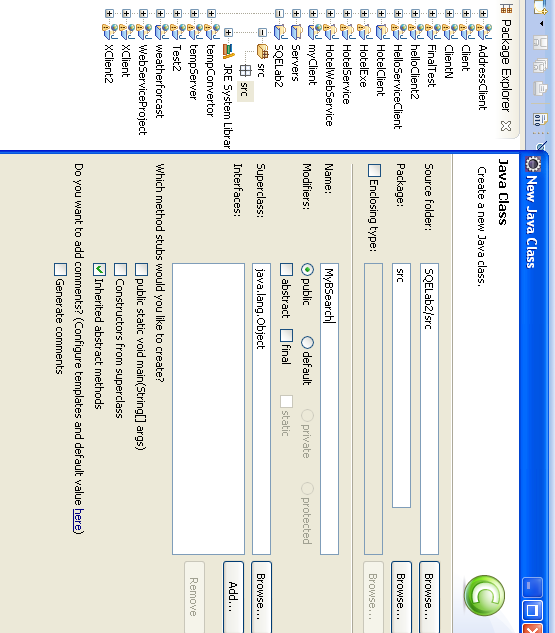 Package Explorer
AddressClient
Client
ClientN
FinalTest
helloClient2
HelloServiceClient
HotelClient
HotelExe
HotelService
HotelWebService
myClient
Servers
SQELab2
src
src
JRE System Librar
tempConvertor
tempServer
Test2
weatherforcast
WebServiceProject
XClient
XClient2
New Java Class
Java Class
Create a new Java class.
Source folder: SQELab2/src Browse...
Package: src Browse...
Enclosing type: Browse...
Name: MyBSearch
Modifiers: public default private protected
abstract final static
Superclass: java.lang.Object Browse...
Interfaces: Add...
Remove
Which method stubs would you like to create?
public static void main(String[] args)
Constructors from superclass
Inherited abstract methods
Do you want to add comments? (Configure templates and default value here)
Generate comments